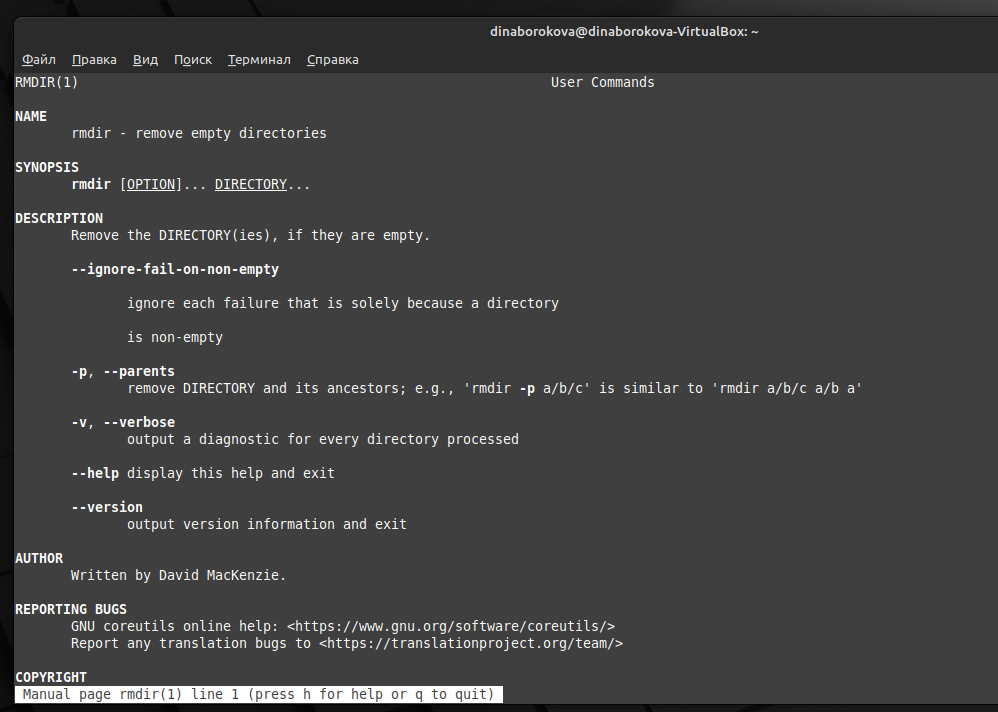 dinaborokova@dinaborokova-VirtualBox: ~
Файл Правка Вид Поиск Терминал Справка
RMDIR(1) User Commands
NAME
rmdir - remove empty directories
SYNOPSIS
rmdir [OPTION]... DIRECTORY...
DESCRIPTION
Remove the DIRECTORY(ies), if they are empty.
--ignore-fail-on-non-empty
ignore each failure that is solely because a directory
is non-empty
-p, --parents
remove DIRECTORY and its ancestors; e.g., 'rmdir -p a/b/c' is similar to 'rmdir a/b/c a/b a'
-v, --verbose
output a diagnostic for every directory processed
--help display this help and exit
--version
output version information and exit
AUTHOR
Written by David MacKenzie.
REPORTING BUGS
GNU coreutils online help: <https://www.gnu.org/software/coreutils/>
Report any translation bugs to <https://translationproject.org/team/>
COPYRIGHT
Manual page rmdir(1) line 1 (press h for help or q to quit)